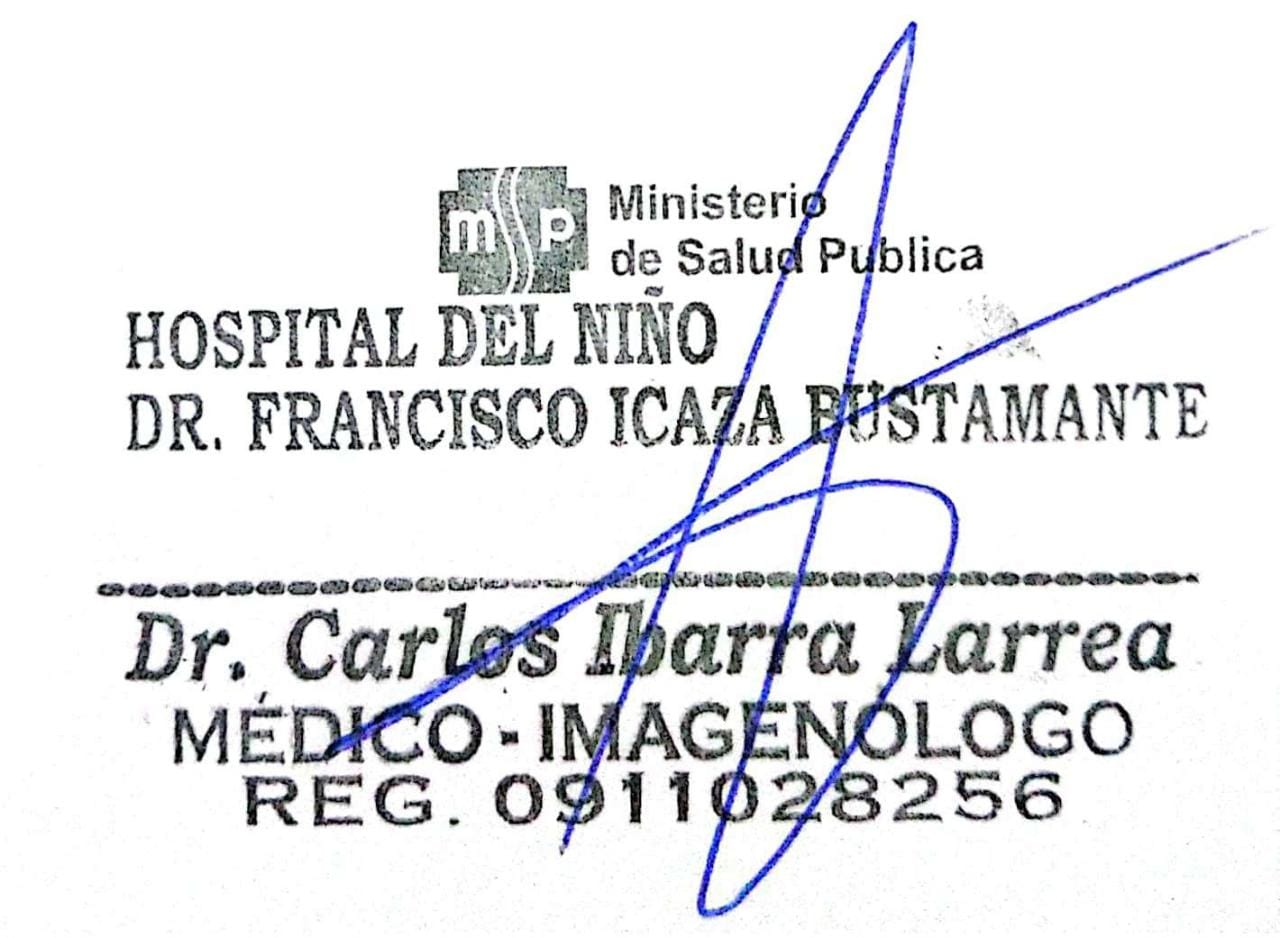 msp Ministerio
de Salud Publica
HOSPITAL DEL NIÑO
DR. FRANCISCO ICAZA BUSTAMANTE
Dr. Carlos Ibarra Larrea
MÉDICO - IMAGENOLOGO
REG. 0911028256